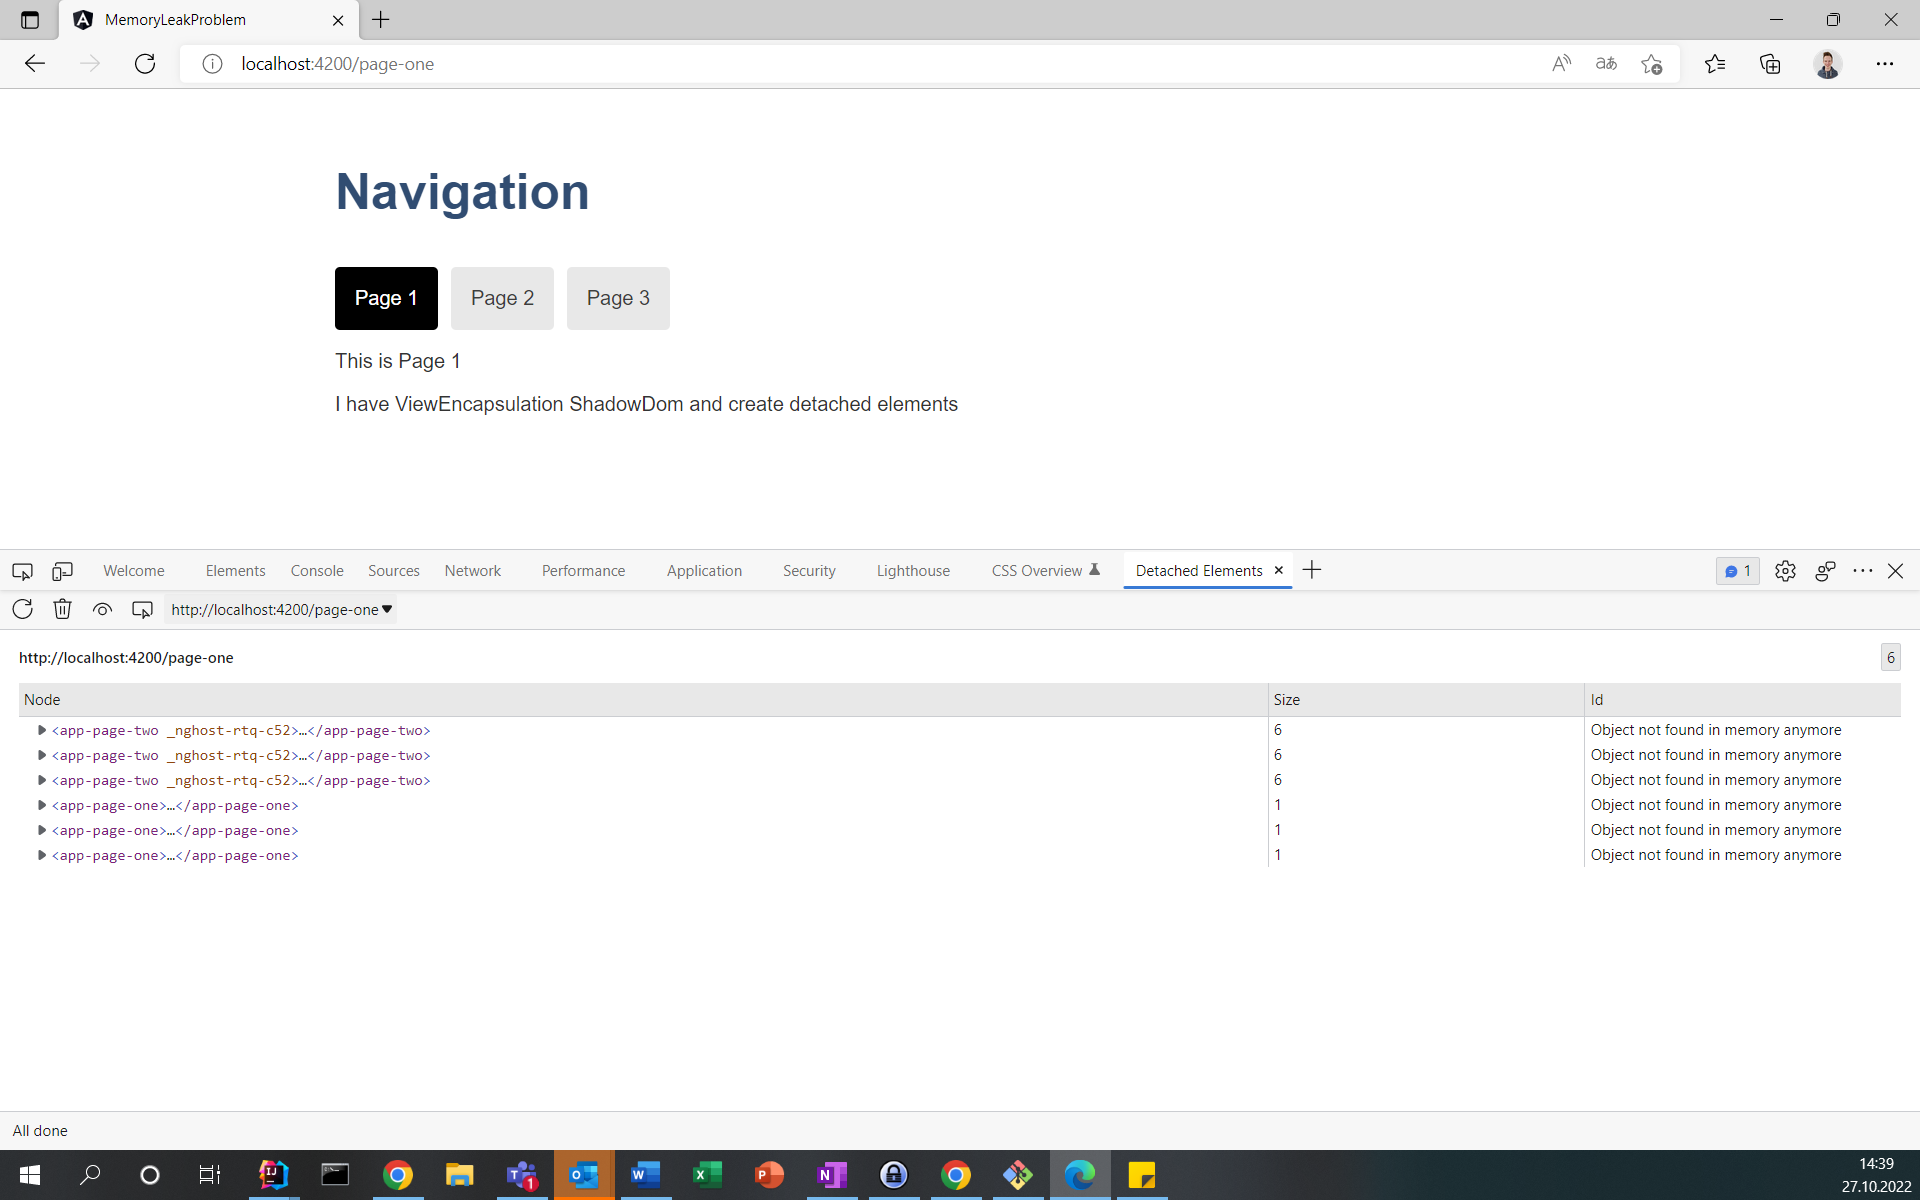 MemoryLeakProblem
localhost:4200/page-one
Navigation
Page 1 Page 2 Page 3
This is Page 1
I have ViewEncapsulation ShadowDom and create detached elements
Welcome Elements Console Sources Network Performance Application Security Lighthouse CSS Overview Detached Elements 1
http://localhost:4200/page-one
http://localhost:4200/page-one 6
Node Size Id
<app-page-two _nghost-rtq-c52>…</app-page-two> 6 Object not found in memory anymore
<app-page-two _nghost-rtq-c52>…</app-page-two> 6 Object not found in memory anymore
<app-page-two _nghost-rtq-c52>…</app-page-two> 6 Object not found in memory anymore
<app-page-one>…</app-page-one> 1 Object not found in memory anymore
<app-page-one>…</app-page-one> 1 Object not found in memory anymore
<app-page-one>…</app-page-one> 1 Object not found in memory anymore
All done
14:39
27.10.2022